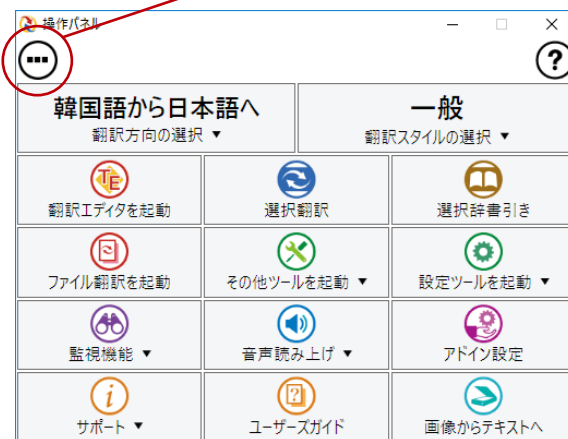 操作パネル
?
韓国語から日本語へ
翻訳方向の選択 ▼
一般
翻訳スタイルの選択 ▼
TE
翻訳エディタを起動
選択翻訳
選択辞書引き
ファイル翻訳を起動
その他ツールを起動 ▼
設定ツールを起動 ▼
監視機能 ▼
音声読み上げ ▼
アドイン設定
i
サポート ▼
?
ユーザーズガイド
画像からテキストへ